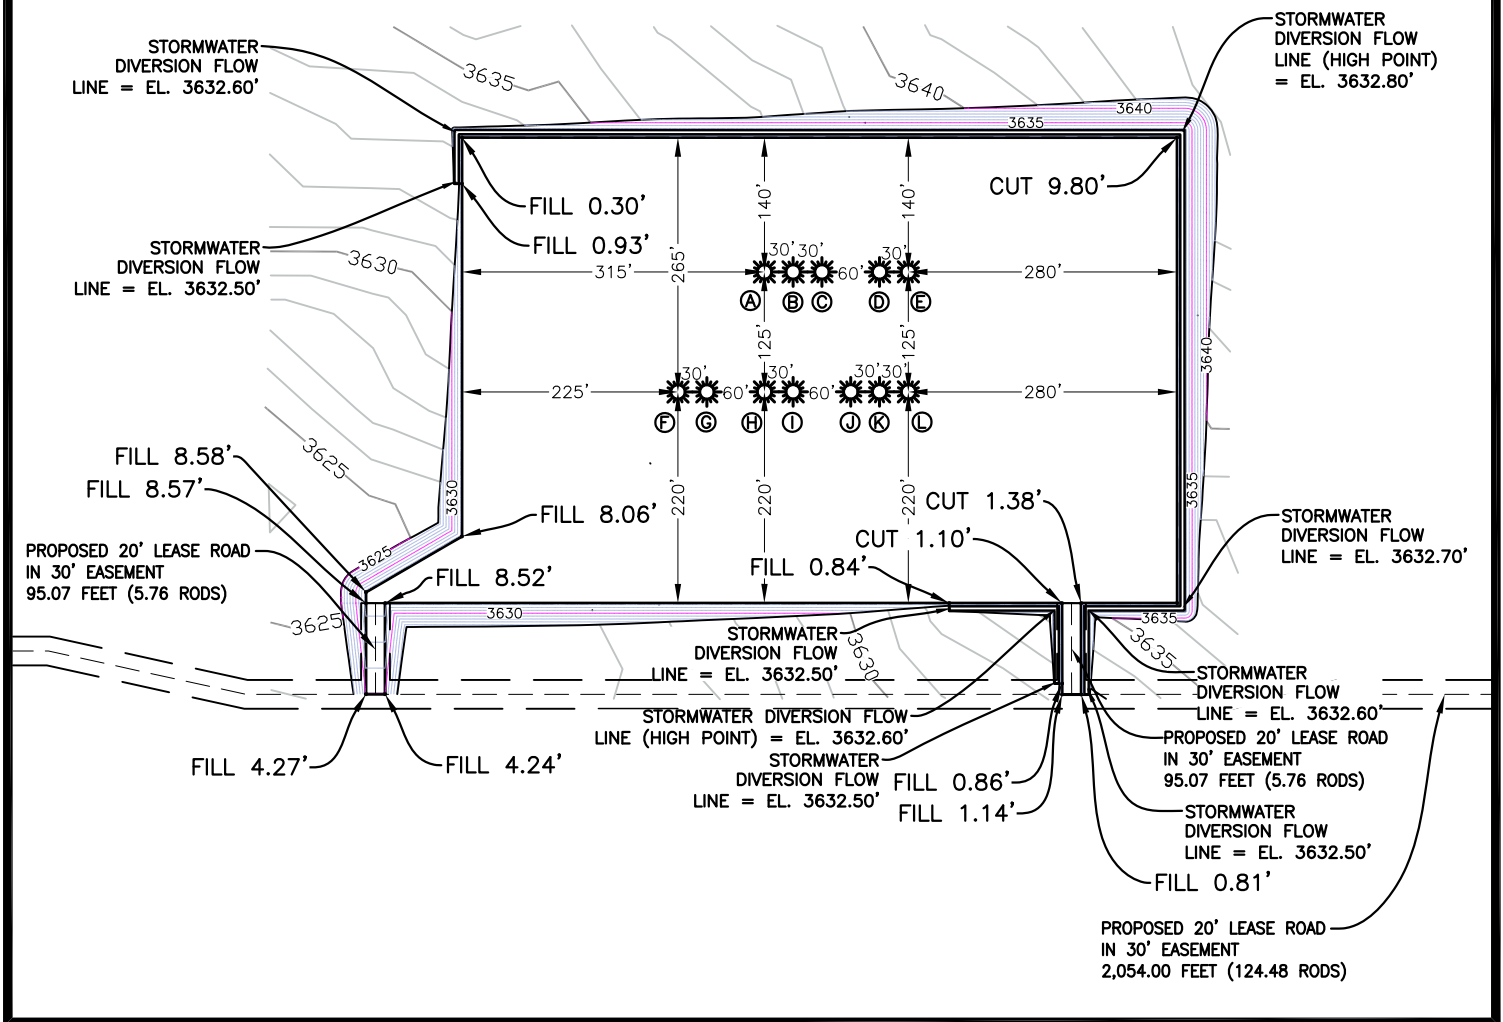 STORMWATER
DIVERSION FLOW
LINE = EL. 3632.60'
STORMWATER
DIVERSION FLOW
LINE (HIGH POINT)
= EL. 3632.80'
3635
3640
3640
3635
CUT 9.80'
FILL 0.30'
FILL 0.93'
140'
140'
265'
STORMWATER
DIVERSION FLOW
LINE = EL. 3632.50'
3630
30' 30'
30'
315'
60'
280'
A B C D E
125'
125'
3640
30'
30'
30' 30'
225'
60'
60'
280'
F G H I J K L
FILL 8.58'
3625
FILL 8.57'
3630
220'
220'
220'
3635
CUT 1.38'
FILL 8.06'
CUT 1.10'
STORMWATER
DIVERSION FLOW
LINE = EL. 3632.70'
PROPOSED 20' LEASE ROAD
IN 30' EASEMENT
95.07 FEET (5.76 RODS)
3625
FILL 8.52'
FILL 0.84'
3625
3630
3635
STORMWATER
DIVERSION FLOW
LINE = EL. 3632.50'
3630
3635
STORMWATER
DIVERSION FLOW
LINE = EL. 3632.60'
STORMWATER DIVERSION FLOW
LINE (HIGH POINT) = EL. 3632.60'
PROPOSED 20' LEASE ROAD
IN 30' EASEMENT
95.07 FEET (5.76 RODS)
FILL 4.27'
FILL 4.24'
STORMWATER
DIVERSION FLOW
LINE = EL. 3632.50'
FILL 0.86'
FILL 1.14'
STORMWATER
DIVERSION FLOW
LINE = EL. 3632.50'
FILL 0.81'
PROPOSED 20' LEASE ROAD
IN 30' EASEMENT
2,054.00 FEET (124.48 RODS)